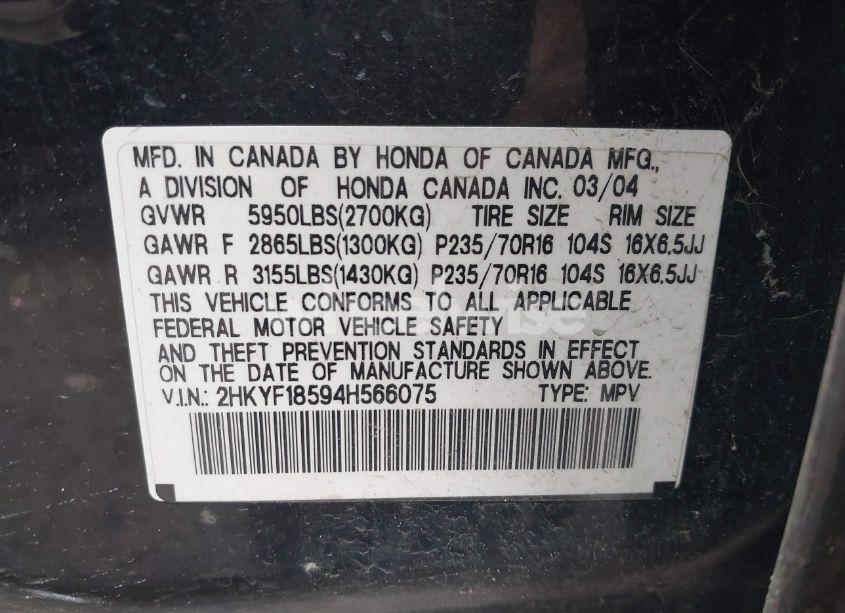 MFD. IN CANADA BY HONDA OF CANADA MFG.,
A DIVISION OF HONDA CANADA INC. 03/04
GVWR 5950LBS(2700KG) TIRE SIZE RIM SIZE
GAWR F 2865LBS(1300KG) P235/70R16 104S 16X6.5JJ
GAWR R 3155LBS(1430KG) P235/70R16 104S 16X6.5JJ
THIS VEHICLE CONFORMS TO ALL APPLICABLE
FEDERAL MOTOR VEHICLE SAFETY
AND THEFT PREVENTION STANDARDS IN EFFECT
ON THE DATE OF MANUFACTURE SHOWN ABOVE.
V.I.N.: 2HKYF18594H566075 TYPE: MPV